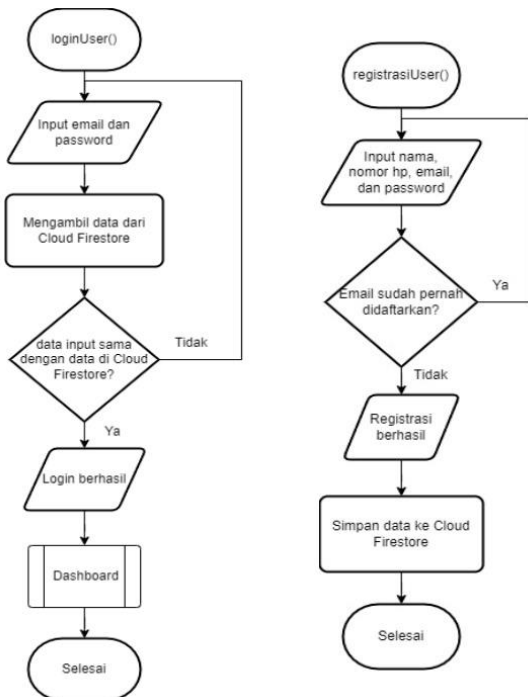 loginUser()
Input email dan
password
Mengambil data dari
Cloud Firestore
data input sama
dengan data di Cloud
Firestore?
Tidak
Ya
Login berhasil
Dashboard
Selesai
registrasiUser()
Input nama,
nomor hp, email,
dan password
Email sudah pernah
didaftarkan?
Ya
Tidak
Registrasi
berhasil
Simpan data ke Cloud
Firestore
Selesai